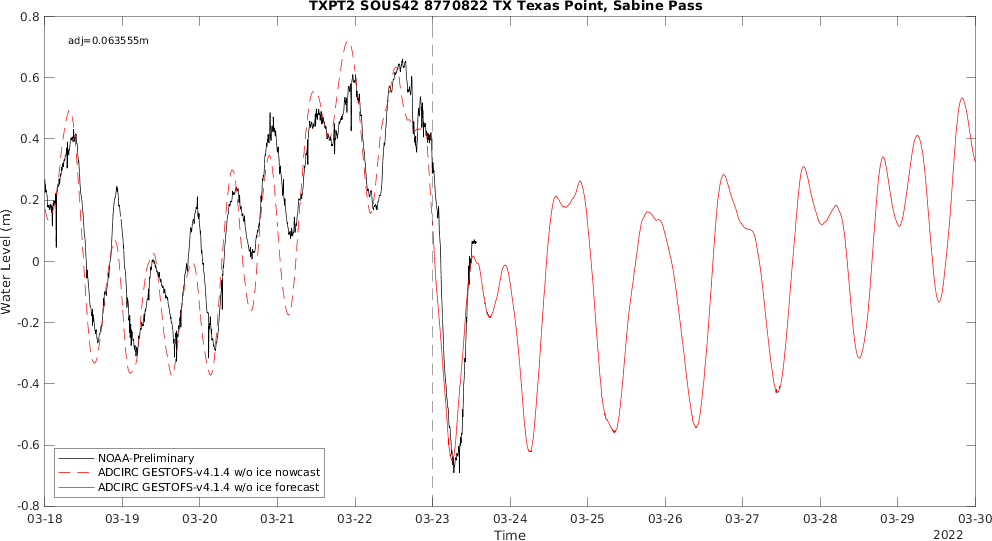 TXPT2 SOUS42 8770822 TX Texas Point, Sabine Pass
adj=0.063555m
0.8
0.6
0.4
0.2
0
-0.2
-0.4
-0.6
-0.8
Water Level (m)
NOAA-Preliminary
ADCIRC GESTOFS-v4.1.4 w/o ice nowcast
ADCIRC GESTOFS-v4.1.4 w/o ice forecast
03-18 03-19 03-20 03-21 03-22 03-23 03-24 03-25 03-26 03-27 03-28 03-29 03-30
Time
2022